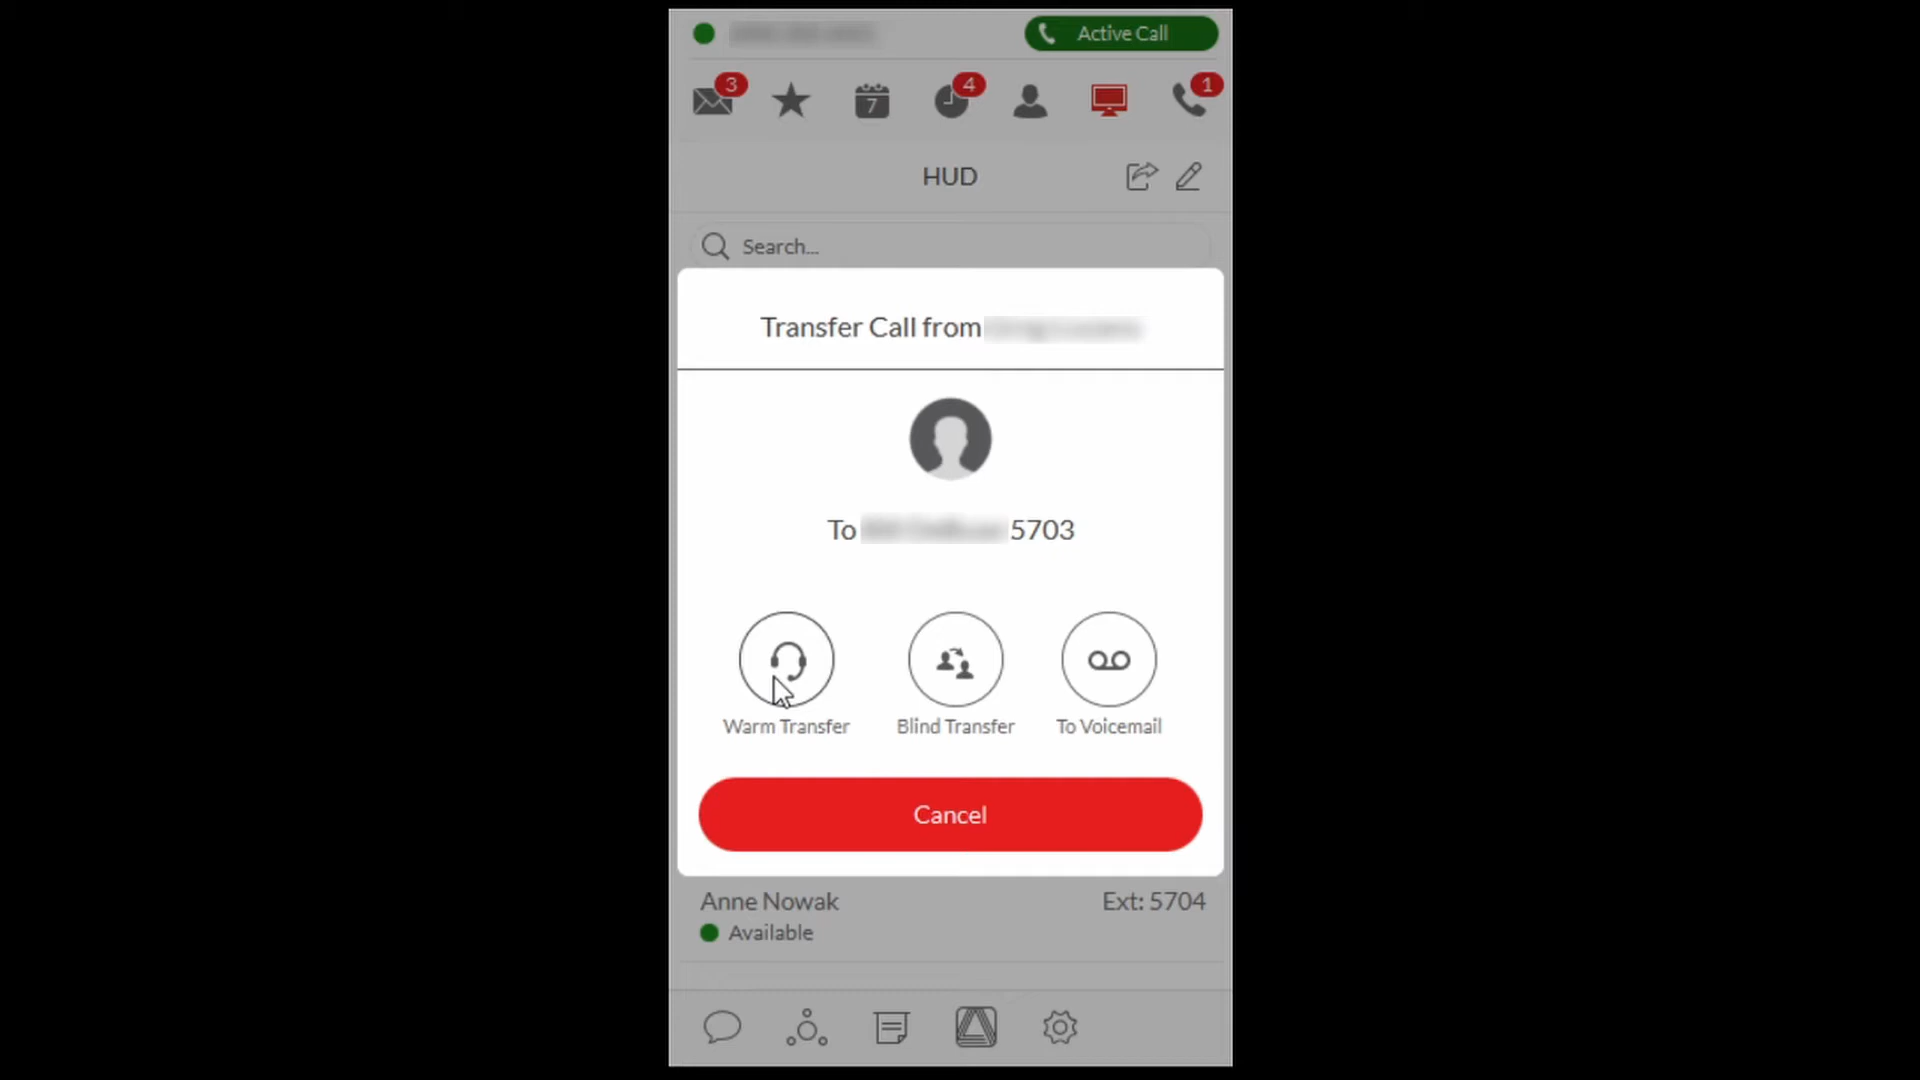 Active Call
3
7
4
1
HUD
Search...
Transfer Call from
To 5703
Warm Transfer
Blind Transfer
To Voicemail
Cancel
Anne Nowak
Ext: 5704
Available